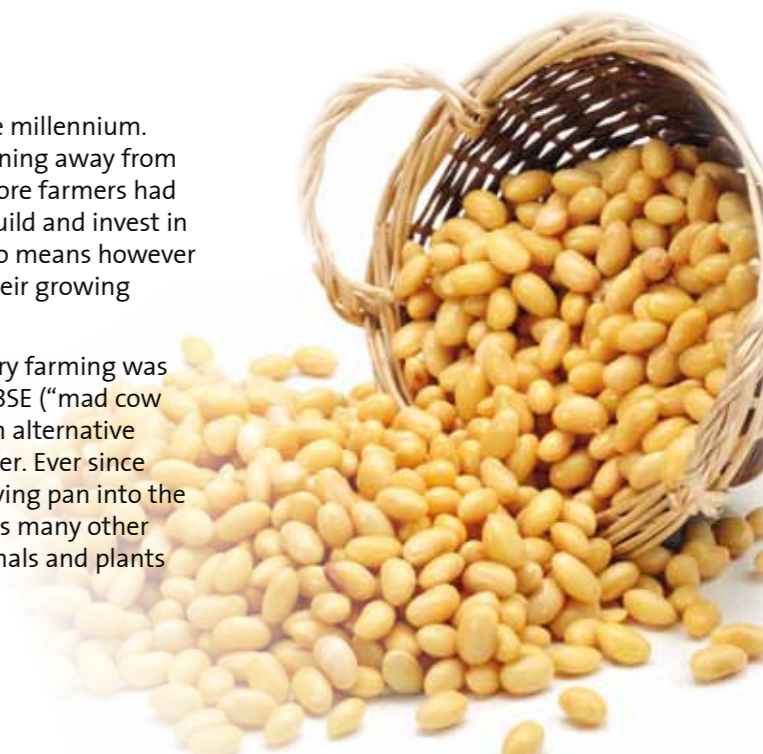 e millennium.
ning away from
ore farmers had
uild and invest in
o means however
eir growing
ry farming was
BSE (“mad cow
n alternative
er. Ever since
ying pan into the
s many other
nals and plants